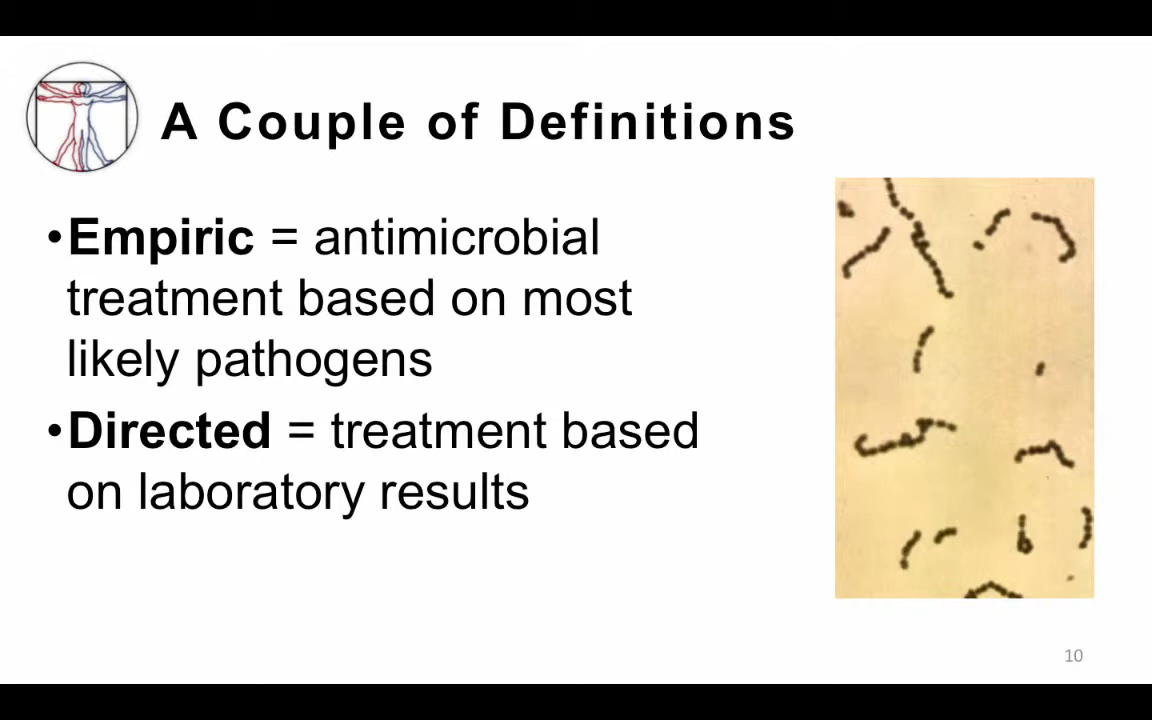 A Couple of Definitions
•Empiric = antimicrobial
treatment based on most
likely pathogens
•Directed = treatment based
on laboratory results
10